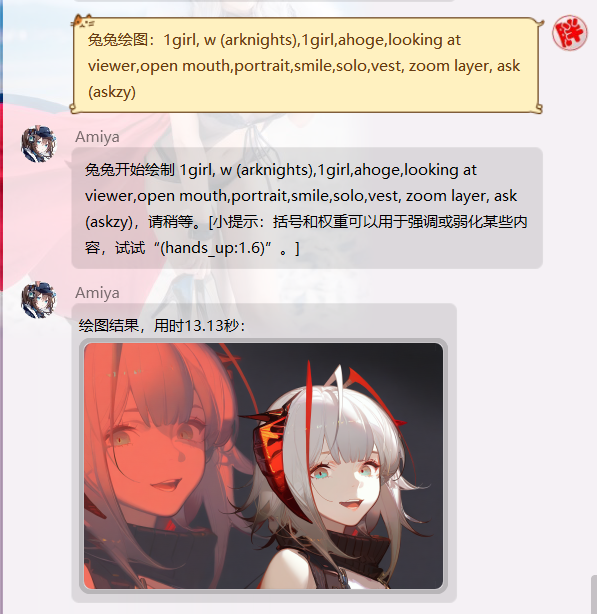 兔兔绘图：1girl, w (arknights),1girl,ahoge,looking at
viewer,open mouth,portrait,smile,solo,vest, zoom layer, ask
(askzy)
胖
Amiya
兔兔开始绘制 1girl, w (arknights),1girl,ahoge,looking at
viewer,open mouth,portrait,smile,solo,vest, zoom layer, ask
(askzy)，请稍等。[小提示：括号和权重可以用于强调或弱化某些内
容，试试“(hands_up:1.6)”。]
Amiya
绘图结果，用时13.13秒：